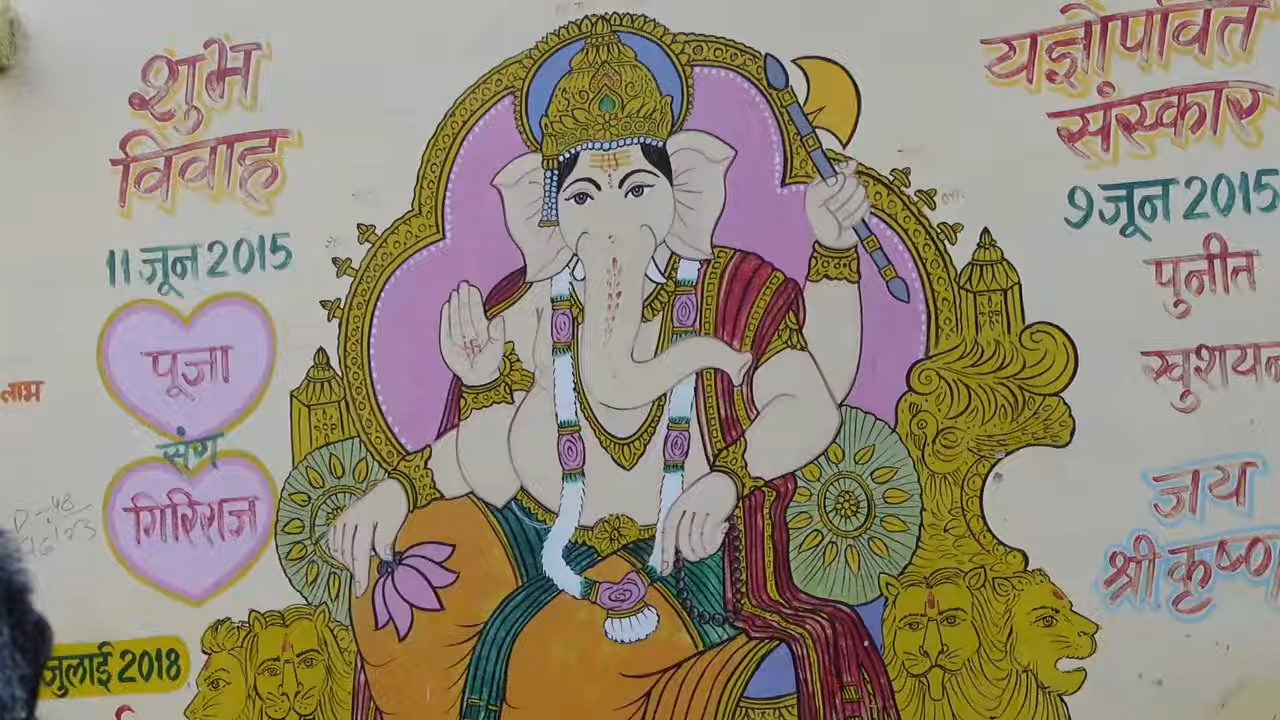 शुभ
विवाह
11 जून 2015
पूजा
संग
गिरिराज
जुलाई 2018
यज्ञोपवित
संस्कार
9 जून 2015
पुनीत
जय
श्री कृष्ण